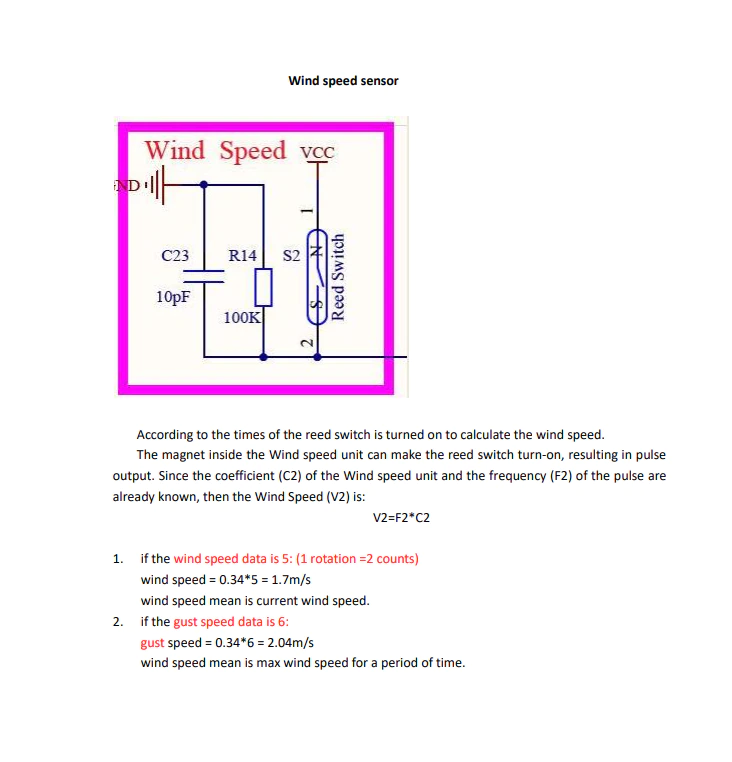 Wind speed sensor
Wind Speed
VCC
ND
1
C23
R14
S2
N
Reed Switch
10pF
S
100K
2
According to the times of the reed switch is turned on to calculate the wind speed.
The magnet inside the Wind speed unit can make the reed switch turn-on, resulting in pulse
output. Since the coefficient (C2) of the Wind speed unit and the frequency (F2) of the pulse are
already known, then the Wind Speed (V2) is:
V2=F2*C2
1. if the wind speed data is 5: (1 rotation =2 counts)
wind speed = 0.34*5 = 1.7m/s
wind speed mean is current wind speed.
2. if the gust speed data is 6:
gust speed = 0.34*6 = 2.04m/s
wind speed mean is max wind speed for a period of time.